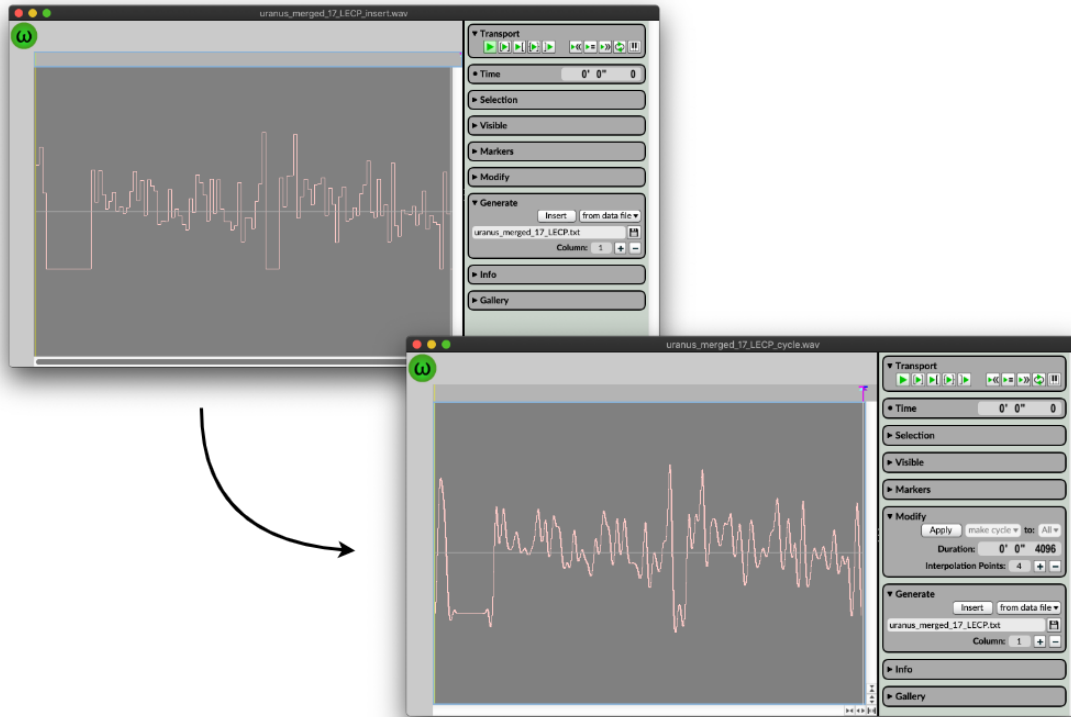 uranus_merged_17_LECP_insert.wav
ω
Transport
Time 0' 0" 0
Selection
Visible
Markers
Modify
Generate
Insert from data file
uranus_merged_17_LECP.txt
Column: 1 + −
Info
Gallery
uranus_merged_17_LECP_cycle.wav
ω
Transport
Time 0' 0" 0
Selection
Visible
Markers
Modify
Apply make cycle to: All
Duration: 0' 0" 4096
Interpolation Points: 4 + −
Generate
Insert from data file
uranus_merged_17_LECP.txt
Column: 1 + −
Info
Gallery